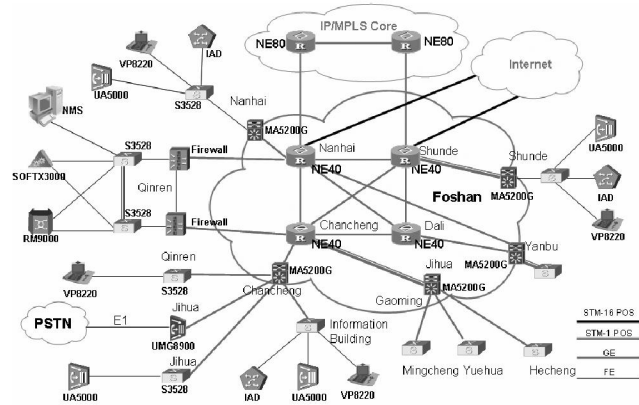 IP/MPLS Core
NE80
NE80
VP8220
IAD
Internet
UA5000
S3528
NMS
Nanhai
MA5200G
S3528
Firewall
Nanhai
NE40
Shunde
NE40
Shunde
UA5000
SOFTX3000
Qinren
Foshan
MA5200G
IAD
RM9000
S3528
Firewall
Chancheng
NE40
Dali
NE40
VP8220
Yanbu
MA5200G
Qinren
VP8220
S3528
MA5200G
Chancheng
Jihua
MA5200G
Gaoming
PSTN
E1
Jihua
UMG8900
Information
Building
STM-16 POS
STM-1 POS
GE
FE
Jihua
UA5000
S3528
IAD
UA5000
VP8220
Mingcheng
Yuehua
Hecheng